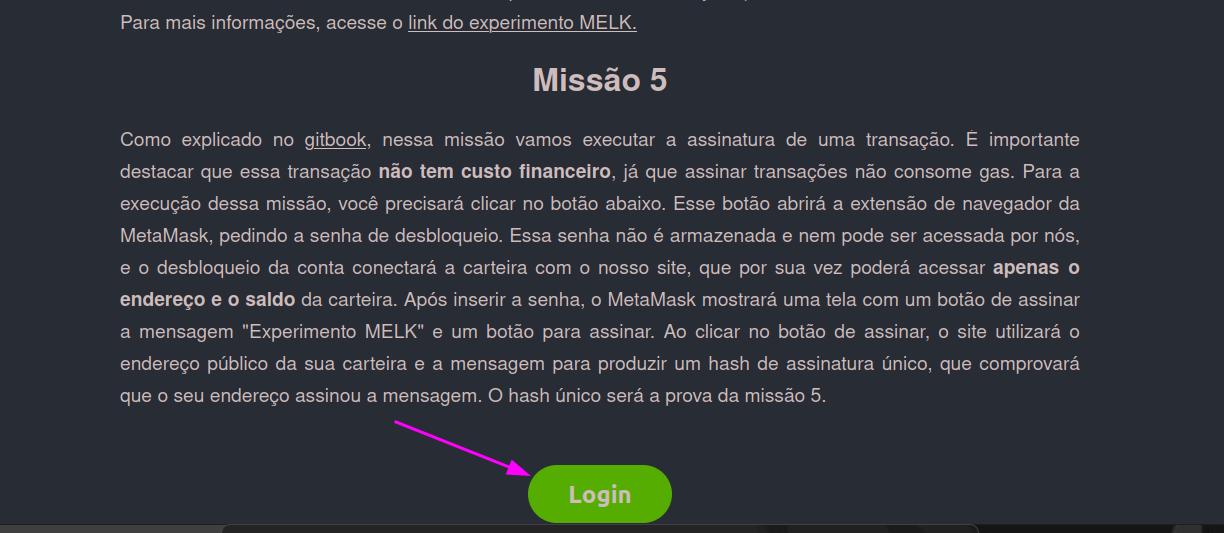 Para mais informações, acesse o link do experimento MELK.
Missão 5
Como explicado no gitbook, nessa missão vamos executar a assinatura de uma transação. É importante
destacar que essa transação não tem custo financeiro, já que assinar transações não consome gas. Para a
execução dessa missão, você precisará clicar no botão abaixo. Esse botão abrirá a extensão de navegador da
MetaMask, pedindo a senha de desbloqueio. Essa senha não é armazenada e nem pode ser acessada por nós,
e o desbloqueio da conta conectará a carteira com o nosso site, que por sua vez poderá acessar apenas o
endereço e o saldo da carteira. Após inserir a senha, o MetaMask mostrará uma tela com um botão de assinar
a mensagem "Experimento MELK" e um botão para assinar. Ao clicar no botão de assinar, o site utilizará o
endereço público da sua carteira e a mensagem para produzir um hash de assinatura único, que comprovará
que o seu endereço assinou a mensagem. O hash único será a prova da missão 5.
Login